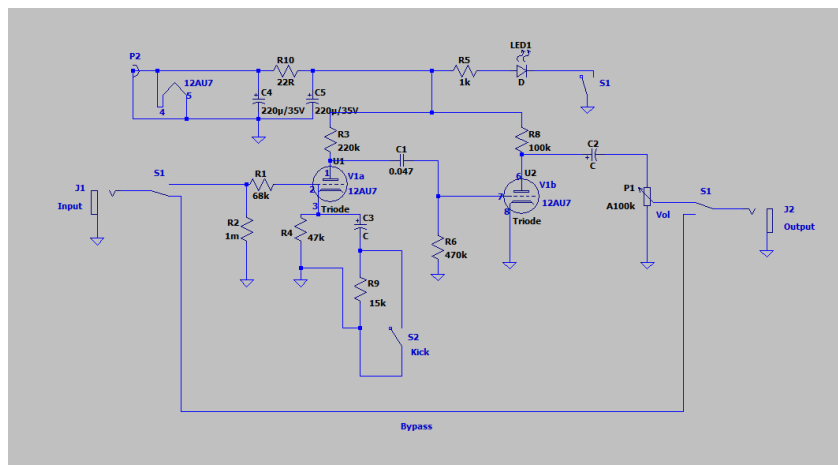 P2
12AU7
4
5
R10
22R
C4
220µ/35V
C5
220µ/35V
R5
1k
LED1
D
S1
R3
220k
U1
1
2
3
V1a
12AU7
Triode
C1
0.047
R8
100k
C2
C
U2
6
7
8
V1b
12AU7
Triode
J1
Input
S1
R1
68k
R2
1m
R4
47k
C3
C
R9
15k
S2
Kick
R6
470k
P1
A100k
Vol
S1
J2
Output
Bypass